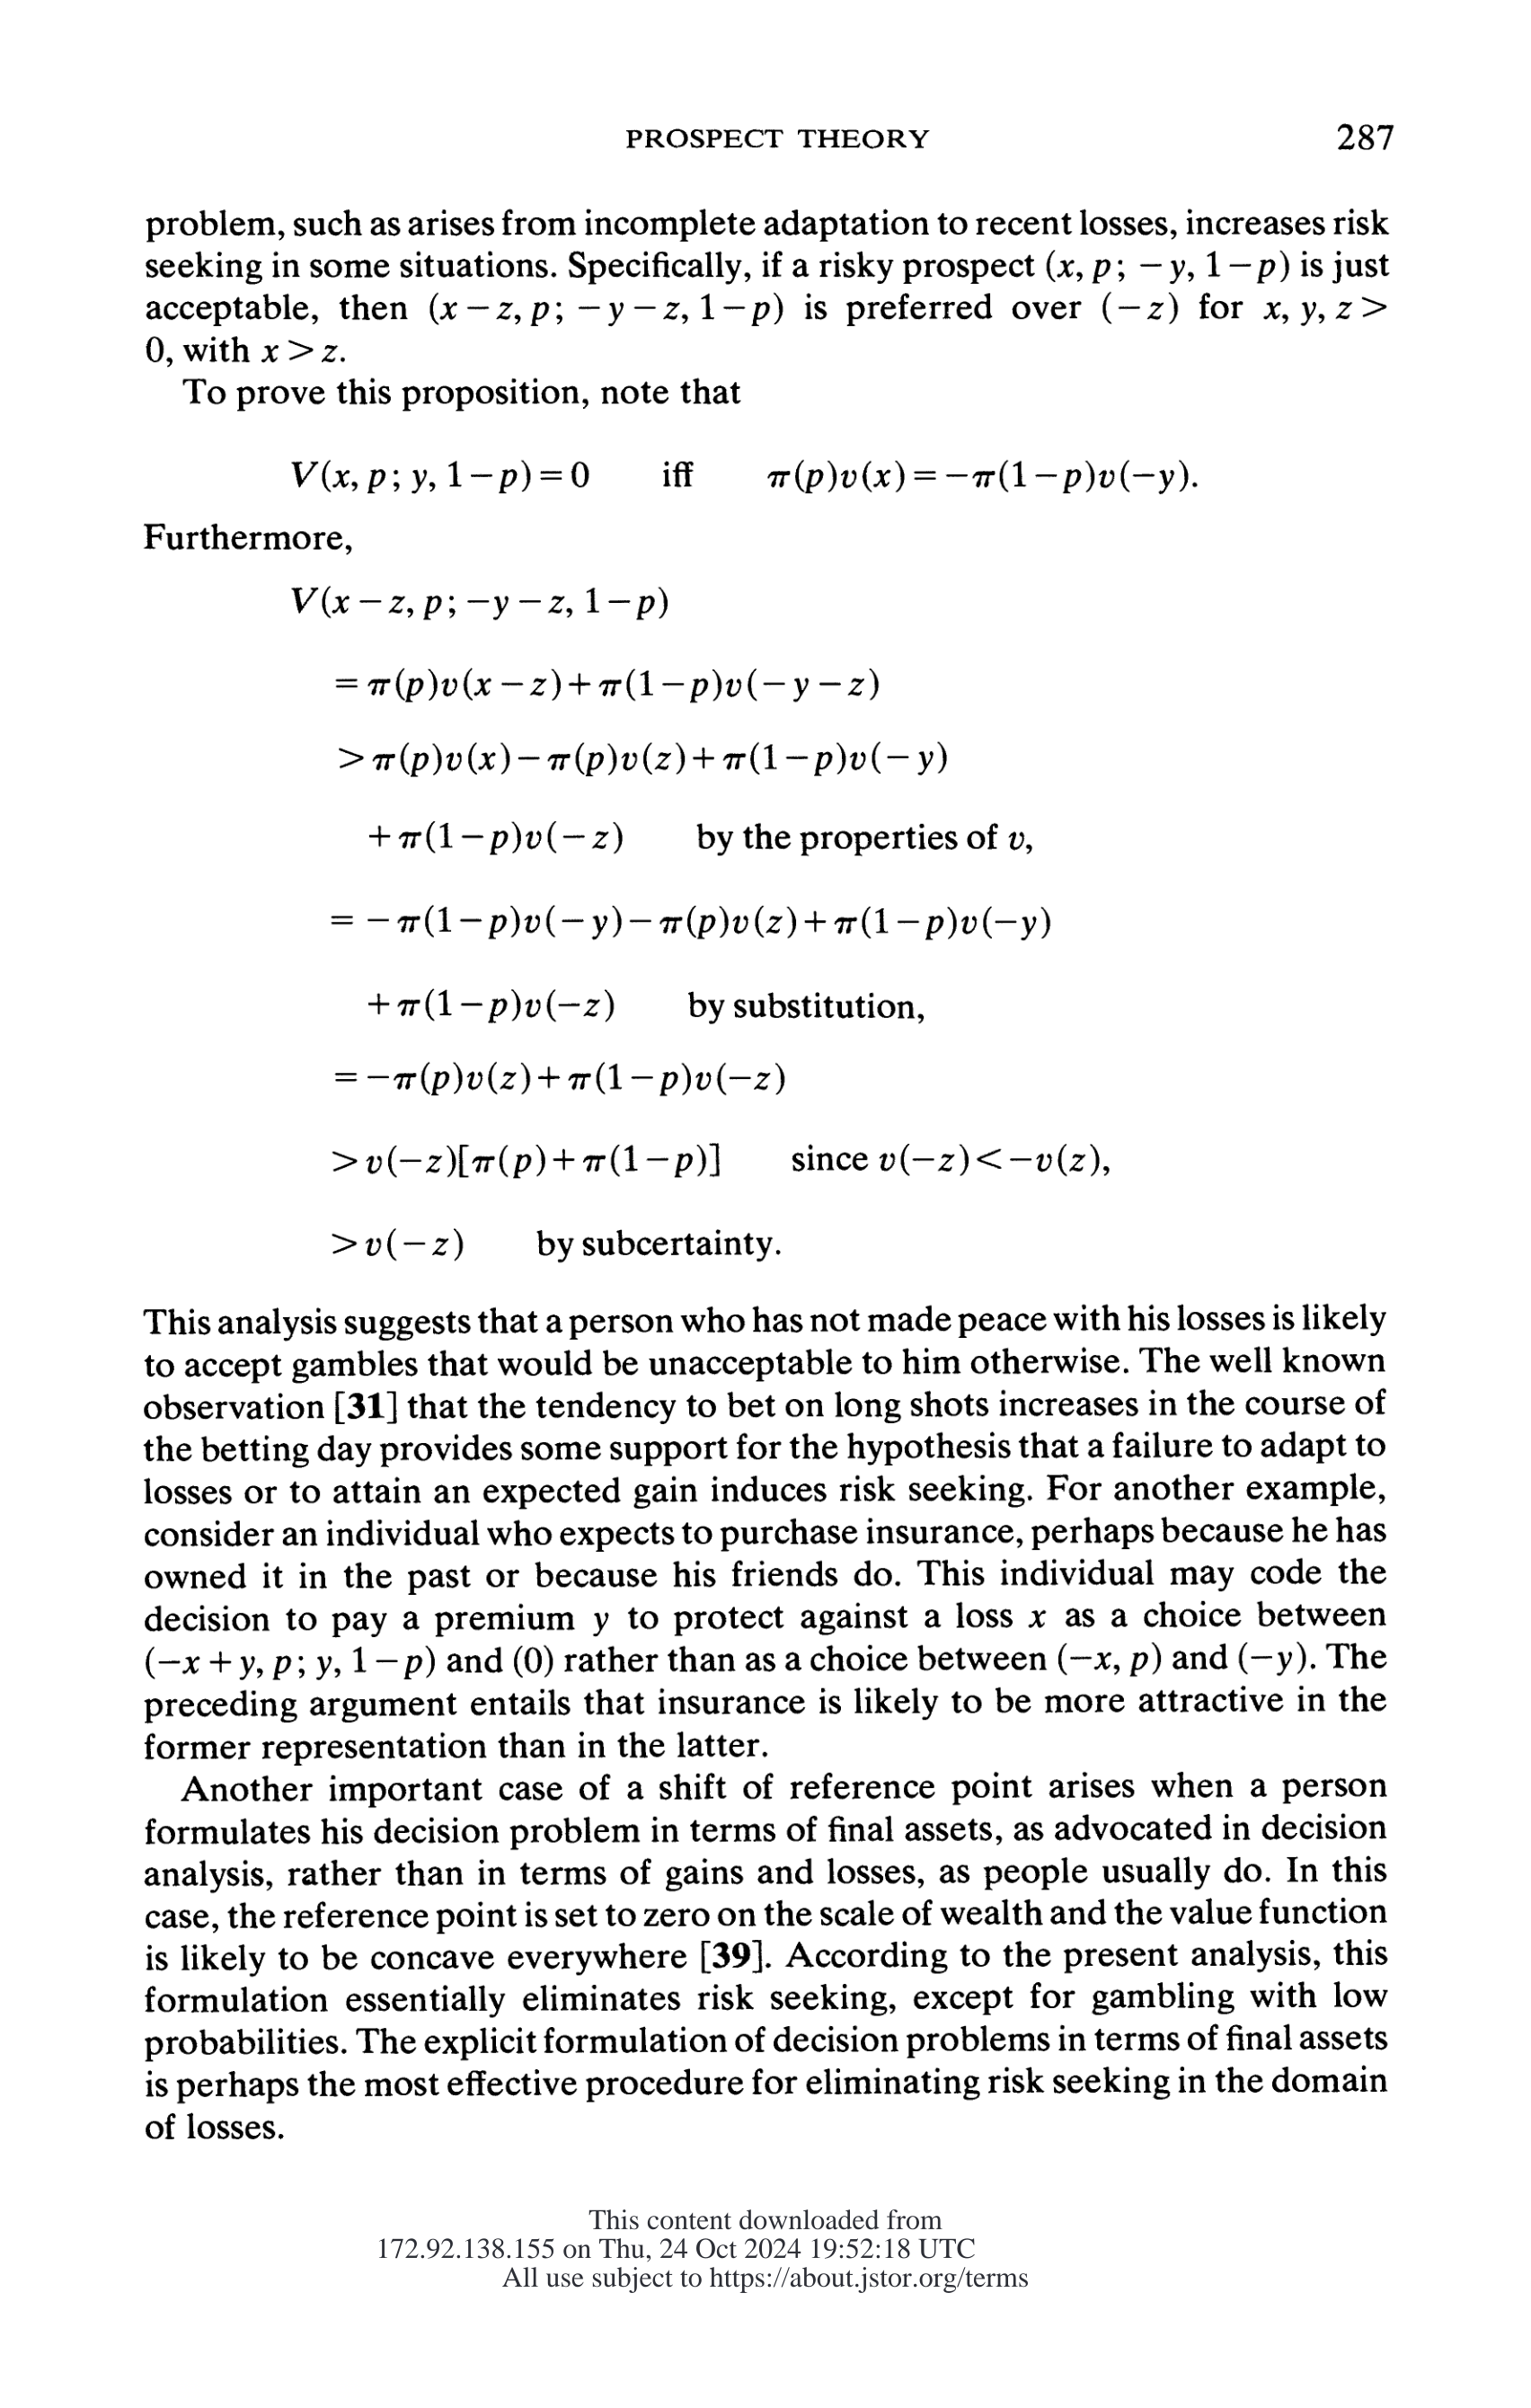 PROSPECT THEORY 287
problem, such as arises from incomplete adaptation to recent losses, increases risk
seeking in some situations. Specifically, if a risky prospect (x, p; −y, 1−p) is just
acceptable, then (x−z, p; −y−z, 1−p) is preferred over (−z) for x, y, z >
0, with x > z.
To prove this proposition, note that
V(x, p; y, 1−p) = 0 iff π(p)v(x) = −π(1−p)v(−y).
Furthermore,
V(x−z, p; −y−z, 1−p)
= π(p)v(x−z) + π(1−p)v(−y−z)
> π(p)v(x) − π(p)v(z) + π(1−p)v(−y)
+ π(1−p)v(−z) by the properties of v,
= −π(1−p)v(−y) − π(p)v(z) + π(1−p)v(−y)
+ π(1−p)v(−z) by substitution,
= −π(p)v(z) + π(1−p)v(−z)
> v(−z)[π(p) + π(1−p)] since v(−z) < −v(z),
> v(−z) by subcertainty.
This analysis suggests that a person who has not made peace with his losses is likely
to accept gambles that would be unacceptable to him otherwise. The well known
observation [31] that the tendency to bet on long shots increases in the course of
the betting day provides some support for the hypothesis that a failure to adapt to
losses or to attain an expected gain induces risk seeking. For another example,
consider an individual who expects to purchase insurance, perhaps because he has
owned it in the past or because his friends do. This individual may code the
decision to pay a premium y to protect against a loss x as a choice between
(−x+y, p; y, 1−p) and (0) rather than as a choice between (−x, p) and (−y). The
preceding argument entails that insurance is likely to be more attractive in the
former representation than in the latter.
Another important case of a shift of reference point arises when a person
formulates his decision problem in terms of final assets, as advocated in decision
analysis, rather than in terms of gains and losses, as people usually do. In this
case, the reference point is set to zero on the scale of wealth and the value function
is likely to be concave everywhere [39]. According to the present analysis, this
formulation essentially eliminates risk seeking, except for gambling with low
probabilities. The explicit formulation of decision problems in terms of final assets
is perhaps the most effective procedure for eliminating risk seeking in the domain
of losses.
This content downloaded from
172.92.138.155 on Thu, 24 Oct 2024 19:52:18 UTC
All use subject to https://about.jstor.org/terms